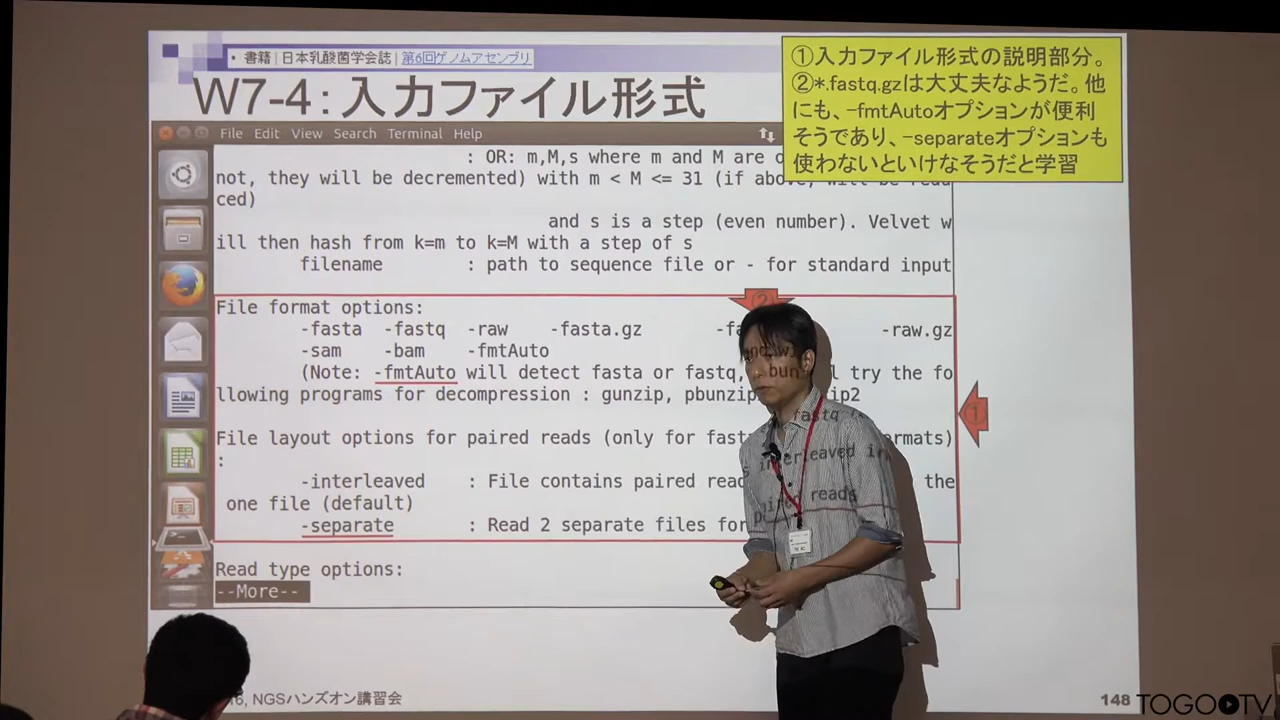 ・書籍|日本乳酸菌学会誌|第6回ゲノムアセンブリ
W7-4：入力ファイル形式
①入力ファイル形式の説明部分。
②*.fastq.gzは大丈夫なようだ。他
にも、-fmtAutoオプションが便利
そうであり、-separateオプションも
使わないといけなそうだと学習
File Edit View Search Terminal Help
: OR: m,M,s where m and M are
not, they will be decremented) with m < M <= 31 (if above, will be redu
ced)
and s is a step (even number). Velvet w
ill then hash from k=m to k=M with a step of s
filename : path to sequence file or - for standard input
②
File format options:
-fasta -fastq -raw -fasta.gz -raw.gz
-sam -bam -fmtAuto
(Note: -fmtAuto will detect fasta or fastq, try the fo
llowing programs for decompression : gunzip,
①
File layout options for paired reads (only for
:
-interleaved : File contains paired the
one file (default)
-separate : Read 2 separate files for
Read type options:
--More--
NGSハンズオン講習会
148
TOGOTV